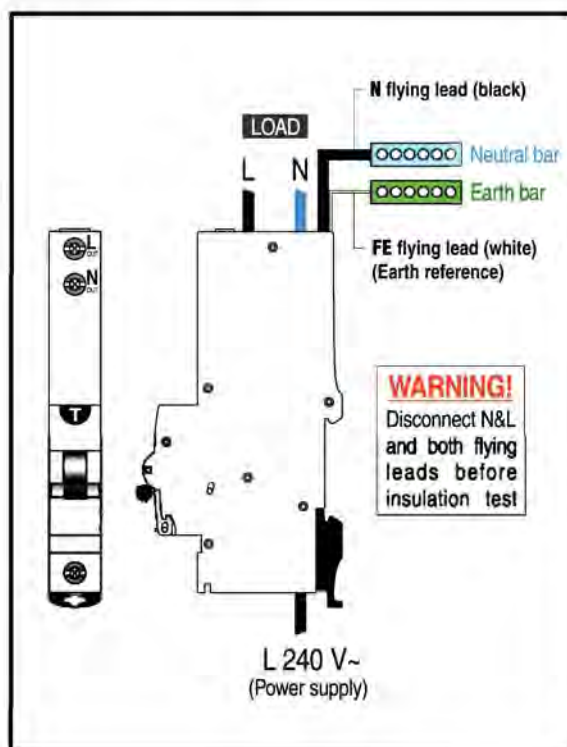 N flying lead (black)
LOAD
L N
Neutral bar
Earth bar
FE flying lead (white)
(Earth reference)
L OUT
N OUT
T
WARNING!
Disconnect N&L
and both flying
leads before
insulation test
L 240 V~
(Power supply)